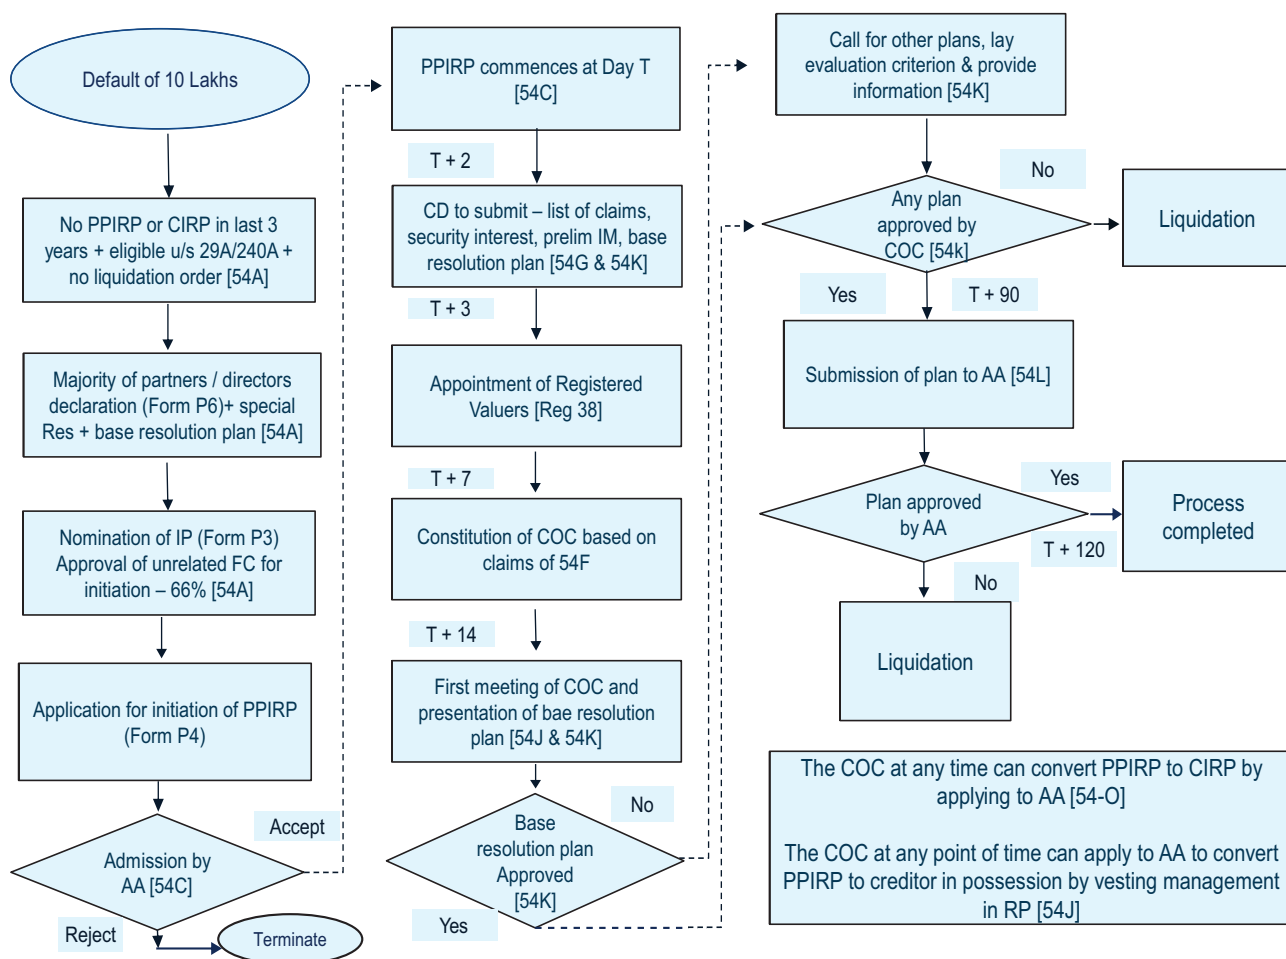 Default of 10 Lakhs
No PPIRP or CIRP in last 3
years + eligible u/s 29A/240A +
no liquidation order [54A]
Majority of partners / directors
declaration (Form P6)+ special
Res + base resolution plan [54A]
Nomination of IP (Form P3)
Approval of unrelated FC for
initiation – 66% [54A]
Application for initiation of PPIRP
(Form P4)
Accept
Admission by
AA [54C]
Reject
Terminate
PPIRP commences at Day T
[54C]
T + 2
CD to submit – list of claims,
security interest, prelim IM, base
resolution plan [54G & 54K]
T + 3
Appointment of Registered
Valuers [Reg 38]
T + 7
Constitution of COC based on
claims of 54F
T + 14
First meeting of COC and
presentation of bae resolution
plan [54J & 54K]
No
Base
resolution plan
Approved
[54K]
Yes
Call for other plans, lay
evaluation criterion & provide
information [54K]
No
Any plan
approved by
COC [54k]
Liquidation
Yes
T + 90
Submission of plan to AA [54L]
Yes
Plan approved
by AA
Process
completed
T + 120
No
Liquidation
The COC at any time can convert PPIRP to CIRP by
applying to AA [54-O]
The COC at any point of time can apply to AA to convert
PPIRP to creditor in possession by vesting management
in RP [54J]